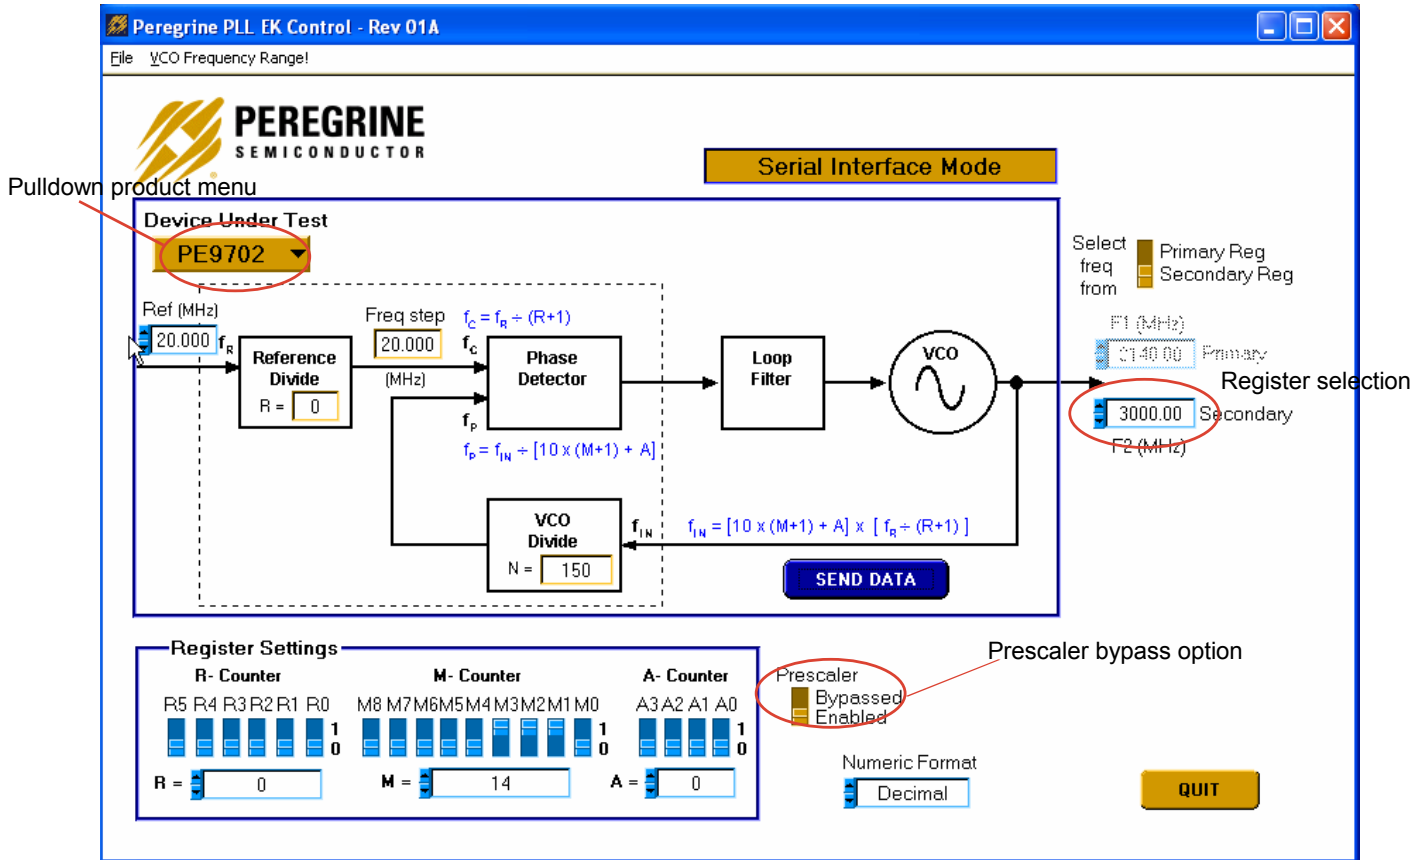 Peregrine PLL EK Control - Rev 01A
File VCO Frequency Range!
PEREGRINE
SEMICONDUCTOR
Serial Interface Mode
Pulldown product menu
Device Under Test
PE9702
Select
freq
from
Primary Reg
Secondary Reg
Ref (MHz)
20.000
fR
Reference
Divide
R = 0
Freq step
20.000
(MHz)
fC = fR ÷ (R+1)
fC
Phase
Detector
fP
fP = fIN ÷ [10 x (M+1) + A]
Loop
Filter
VCO
F1 (MHz)
2140.00 Primary
Register selection
3000.00 Secondary
F2 (MHz)
VCO
Divide
N = 150
fIN
fIN = [10 x (M+1) + A] x [ fR ÷ (R+1) ]
SEND DATA
Register Settings
R- Counter
R5 R4 R3 R2 R1 R0
1
0
R = 0
M- Counter
M8 M7 M6 M5 M4 M3 M2 M1 M0
1
0
M = 14
A- Counter
A3 A2 A1 A0
1
0
A = 0
Prescaler bypass option
Prescaler
Bypassed
Enabled
Numeric Format
Decimal
QUIT